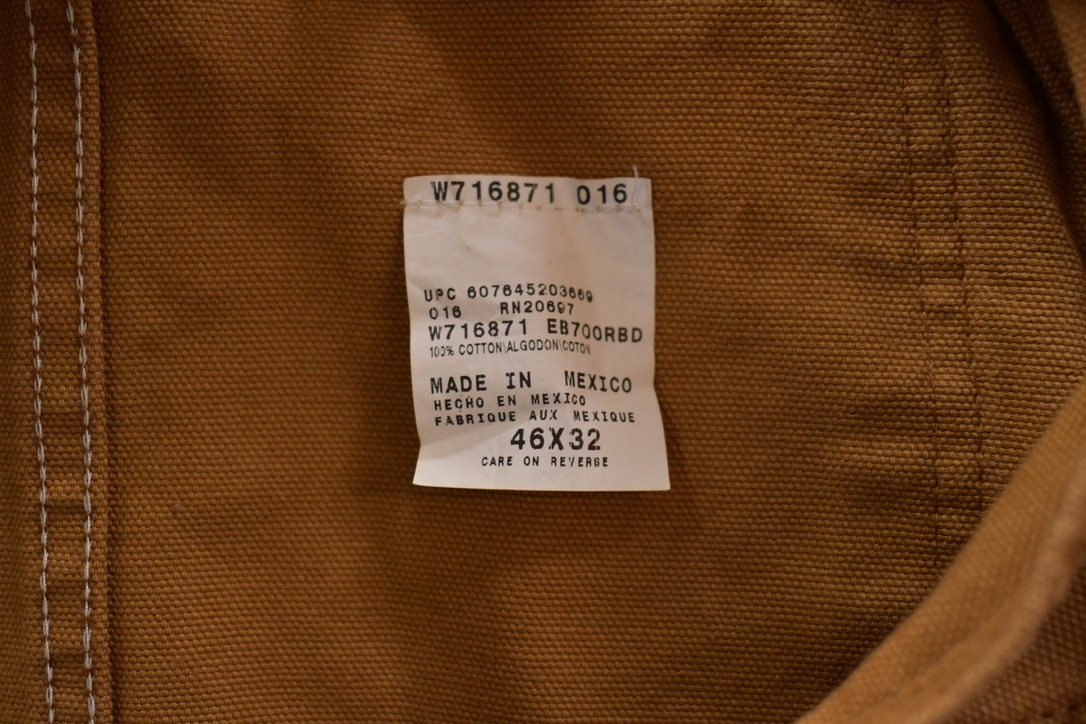 W716871 016
UPC 607645203669
016 RN20697
W716871 EB700RBD
100% COTTON\ALGODON\COTON
MADE IN MEXICO
HECHO EN MEXICO
FABRIQUE AUX MEXIQUE
46X32
CARE ON REVERSE